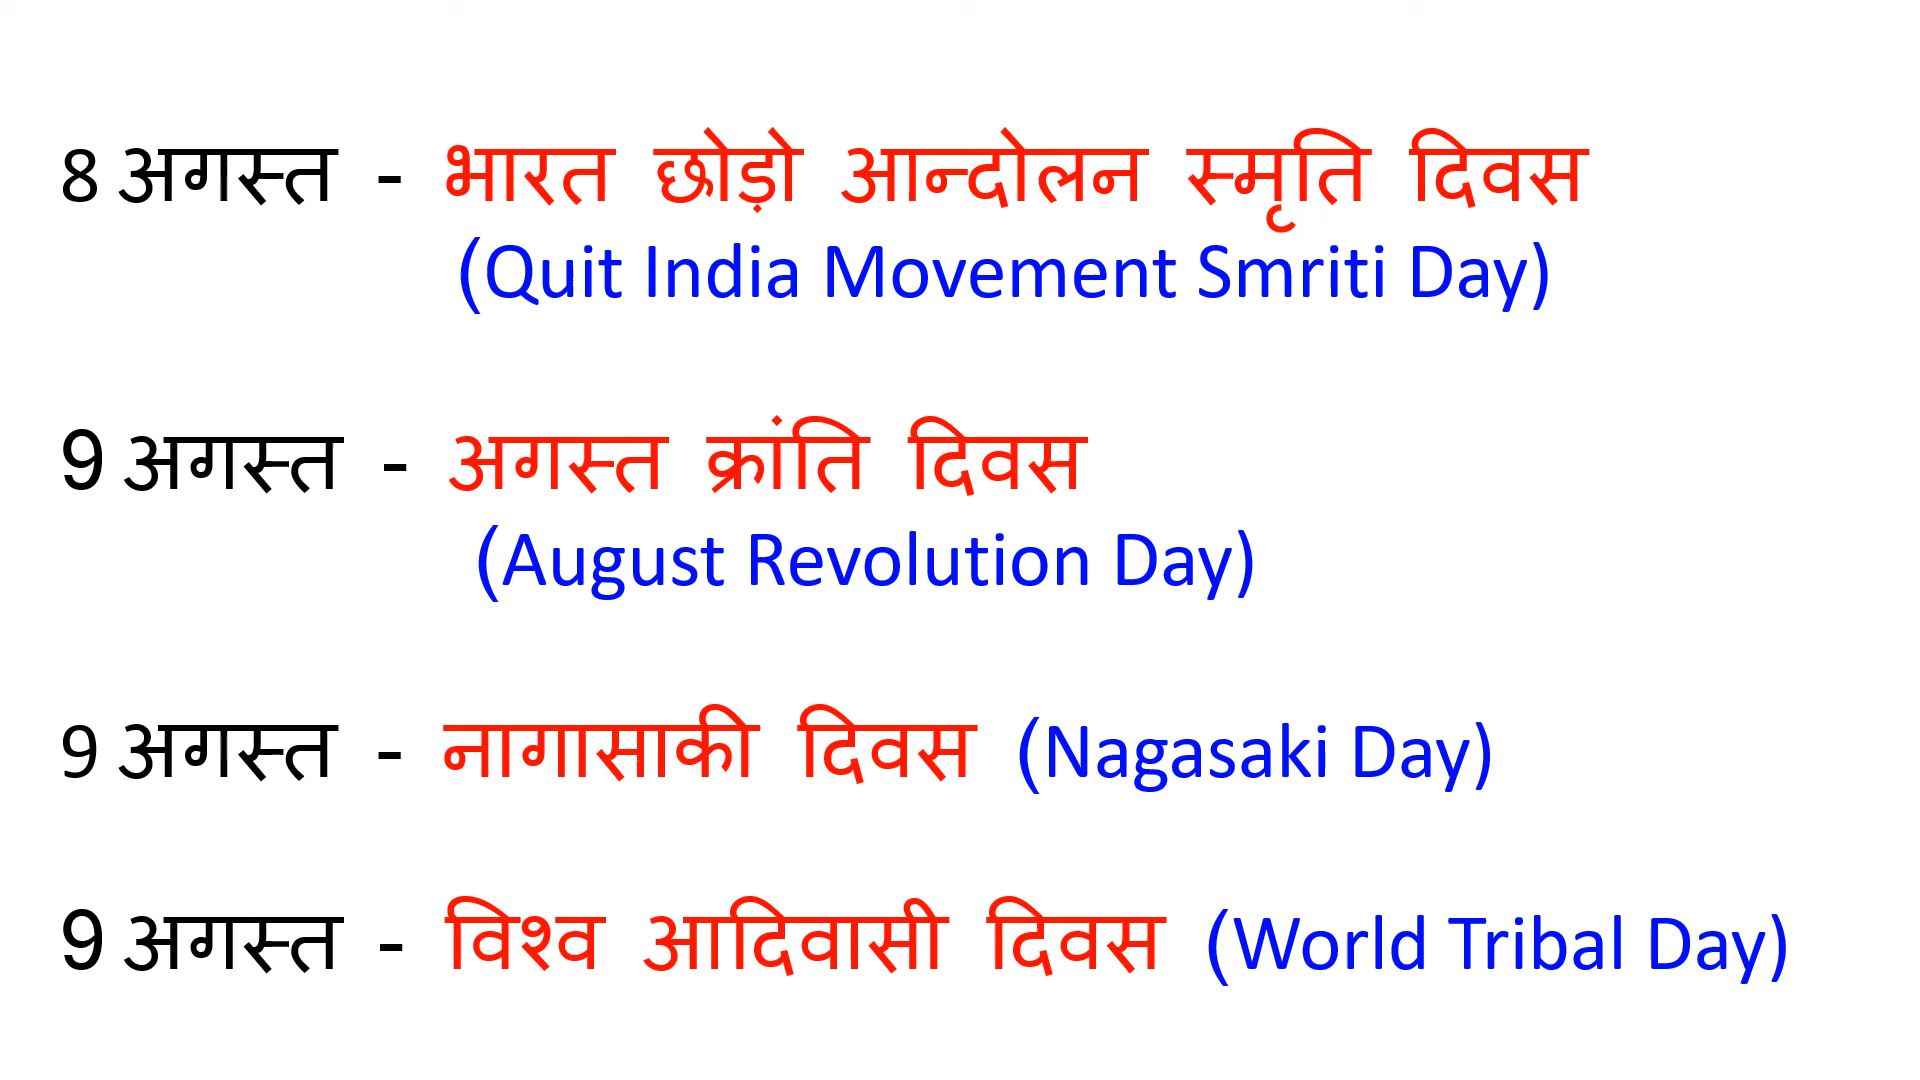 8 अगस्त - भारत छोड़ो आन्दोलन स्मृति दिवस
(Quit India Movement Smriti Day)
9 अगस्त - अगस्त क्रांति दिवस
(August Revolution Day)
9 अगस्त - नागासाकी दिवस (Nagasaki Day)
9 अगस्त - विश्व आदिवासी दिवस (World Tribal Day)